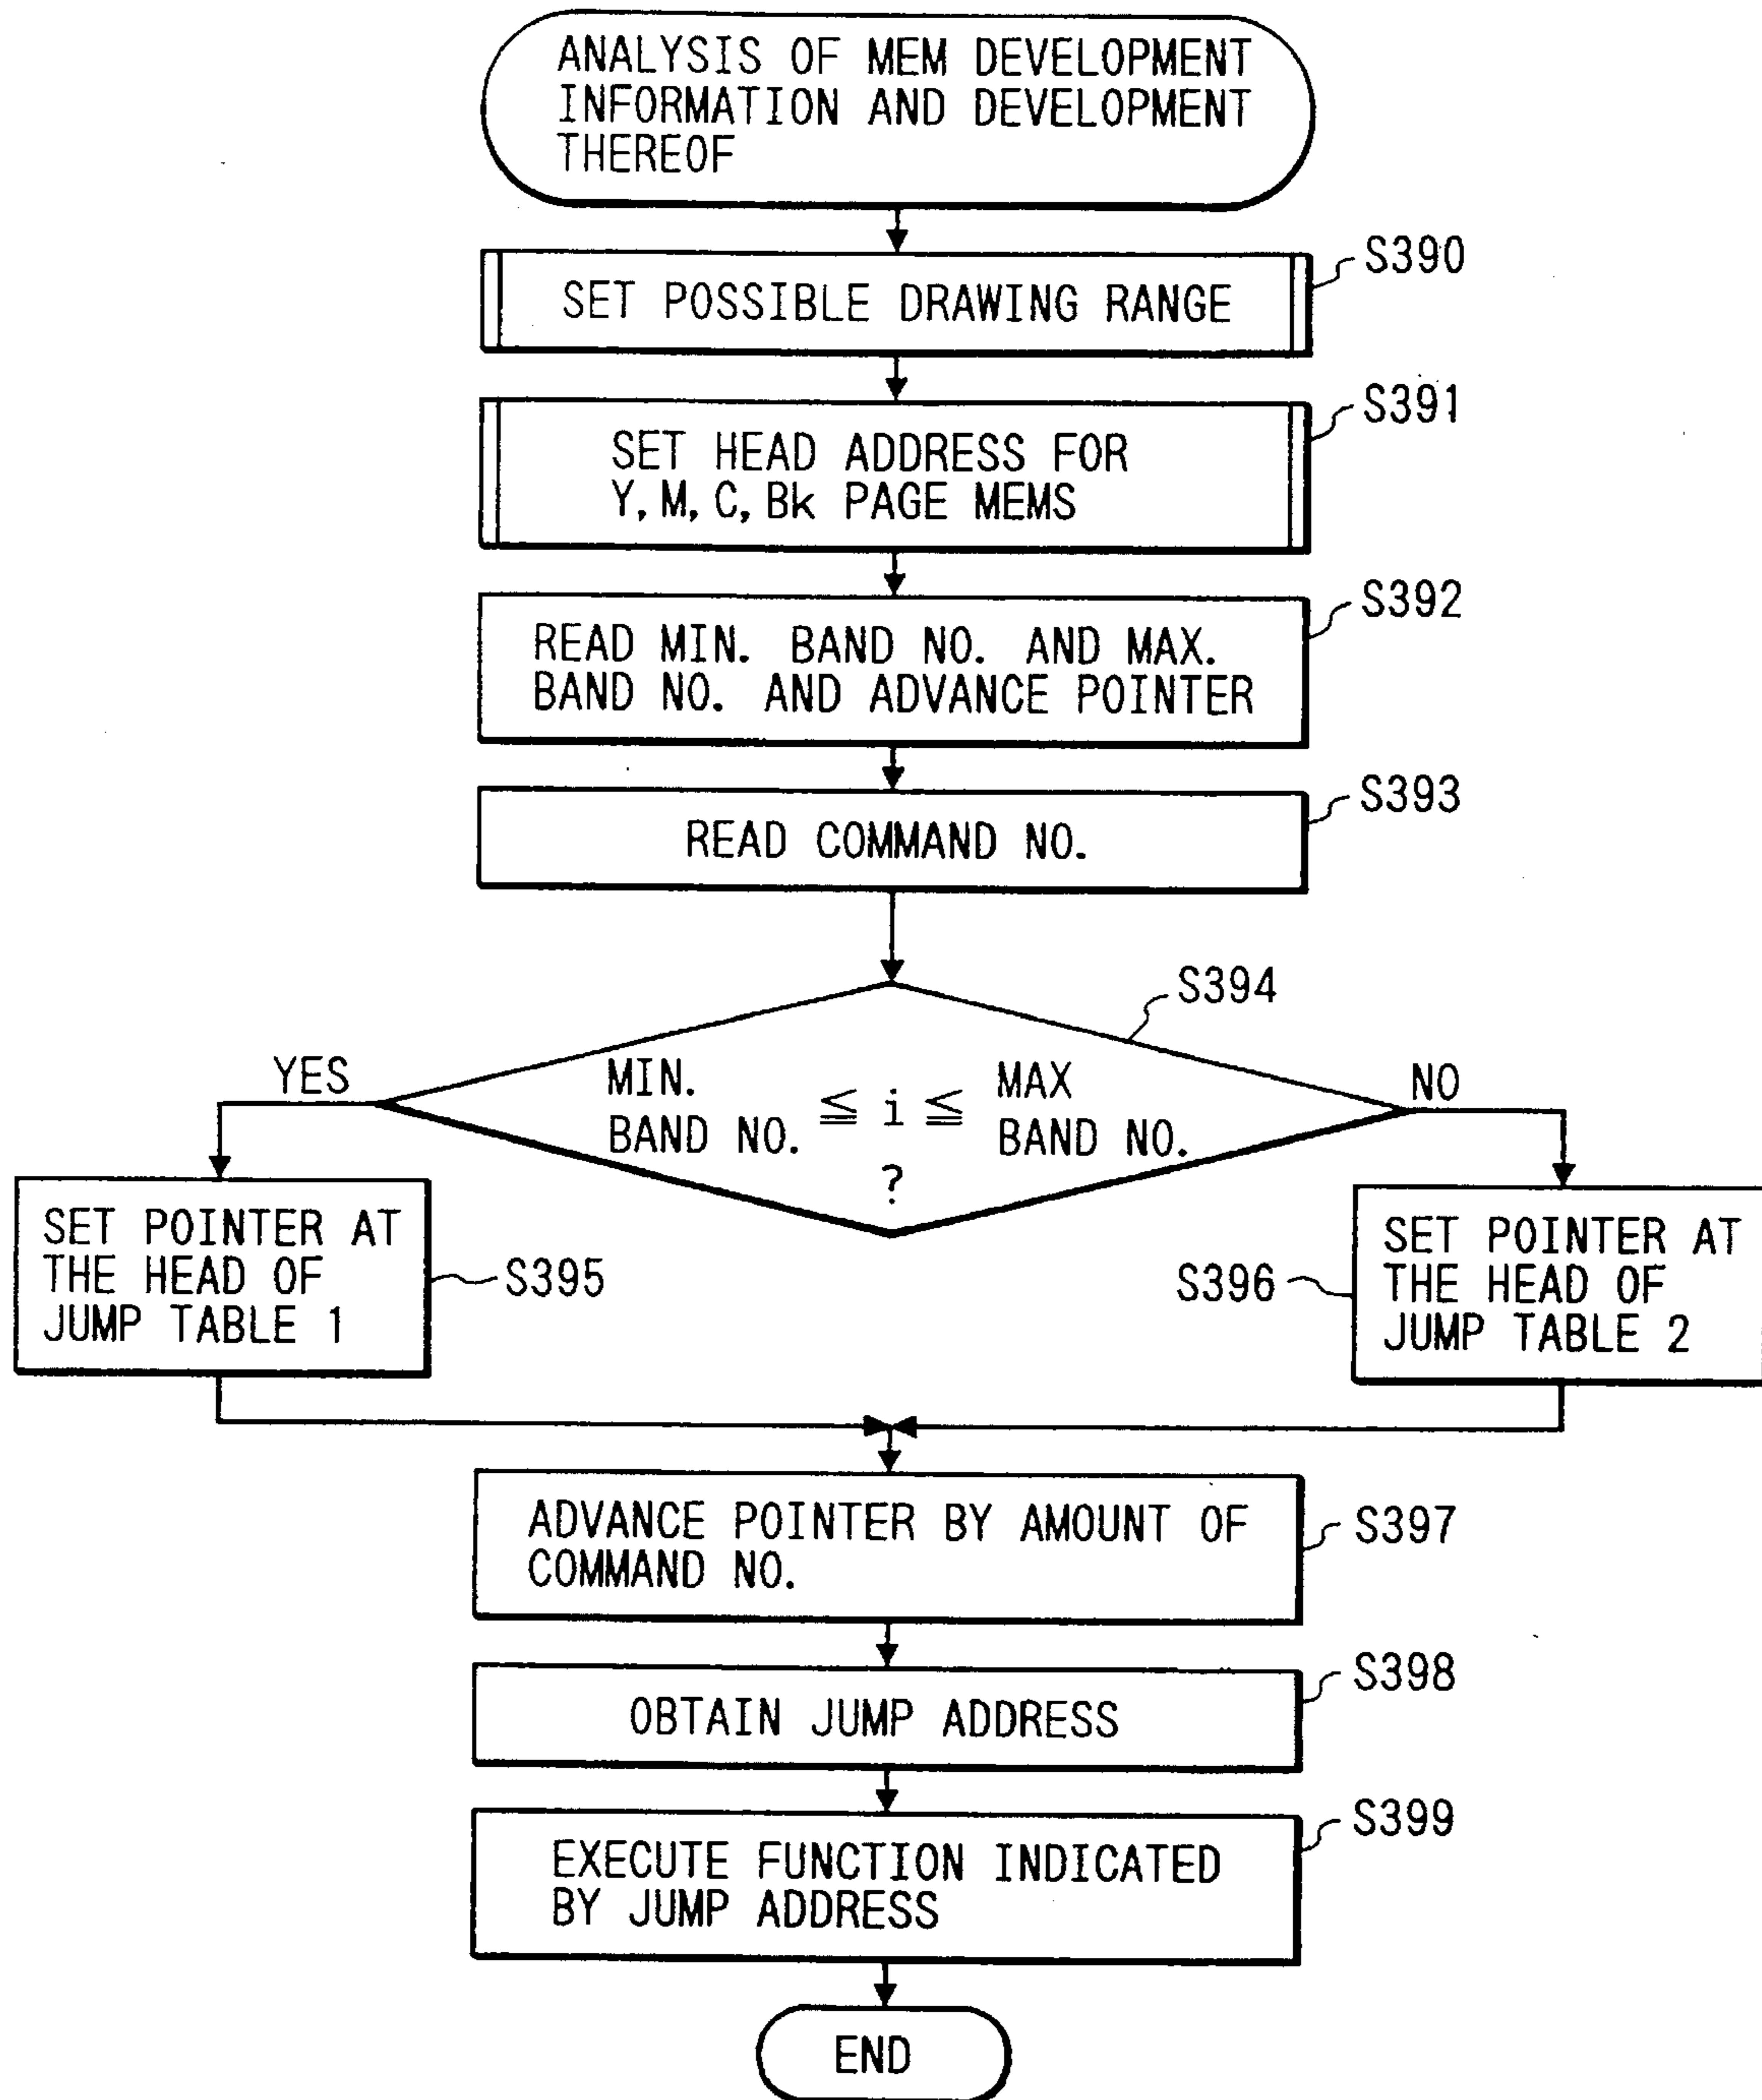 ANALYSIS OF MEM DEVELOPMENT
INFORMATION AND DEVELOPMENT
THEREOF
S390
SET POSSIBLE DRAWING RANGE
S391
SET HEAD ADDRESS FOR
Y, M, C, Bk PAGE MEMS
S392
READ MIN. BAND NO. AND MAX.
BAND NO. AND ADVANCE POINTER
S393
READ COMMAND NO.
S394
YES
NO
MIN.
BAND NO.
≦ i ≦
MAX
BAND NO.
?
SET POINTER AT
THE HEAD OF
JUMP TABLE 1
S395
S396
SET POINTER AT
THE HEAD OF
JUMP TABLE 2
ADVANCE POINTER BY AMOUNT OF
COMMAND NO.
S397
S398
OBTAIN JUMP ADDRESS
S399
EXECUTE FUNCTION INDICATED
BY JUMP ADDRESS
END